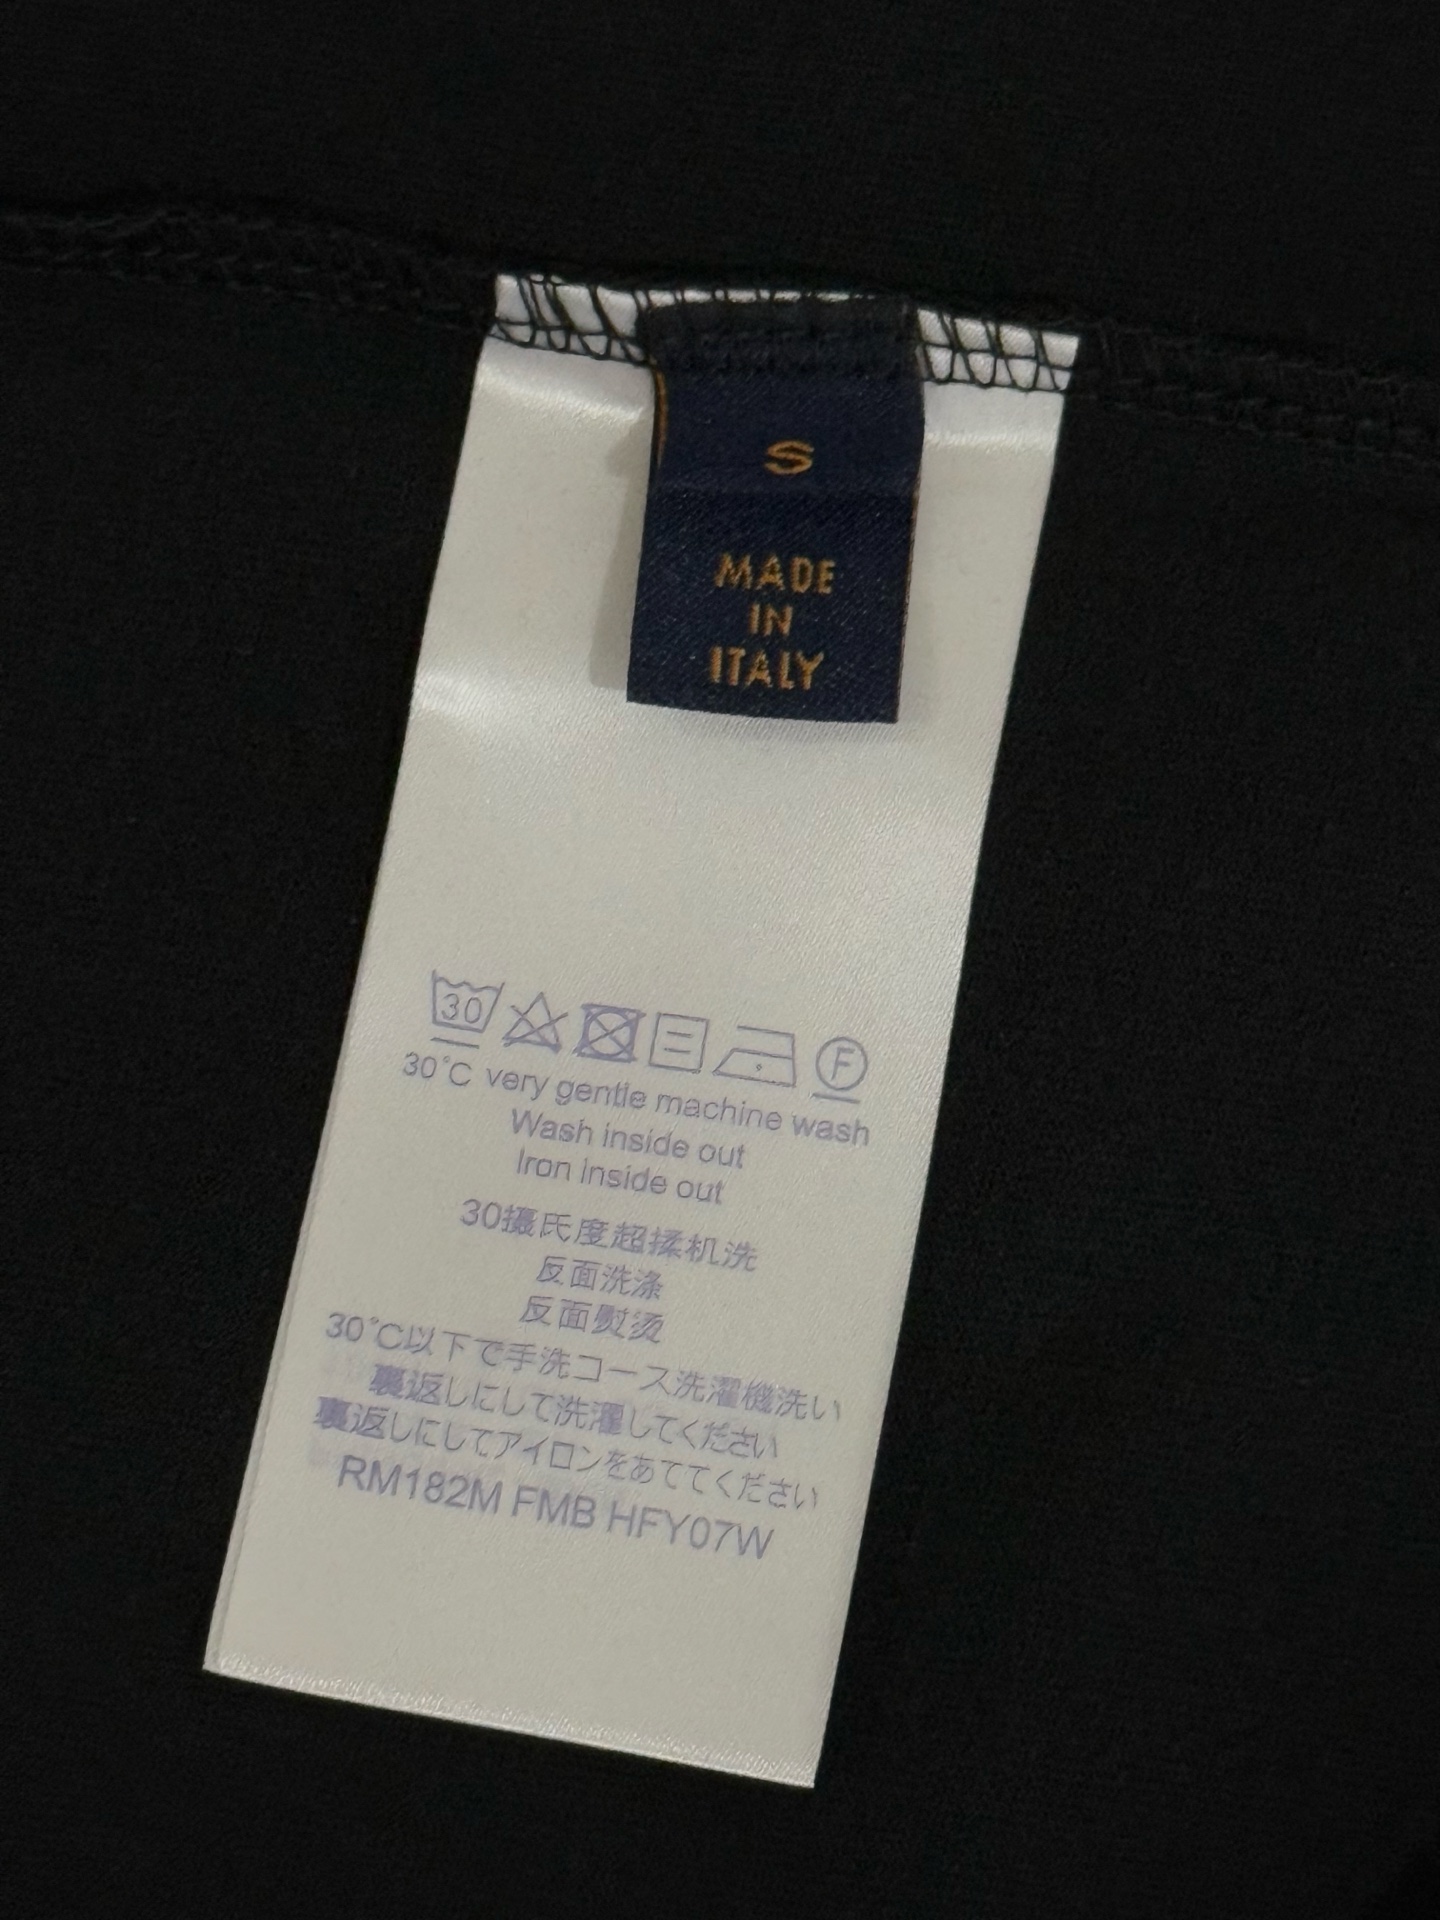 S
MADE
IN
ITALY
30 F
30°C very gentle machine wash
Wash inside out
Iron inside out
30摄氏度超揉机洗
反面洗涤
反面熨烫
30°C以下で手洗コース洗濯機洗い
裏返しにして洗濯してください
裏返しにしてアイロンをあててください
RM182M FMB HFY07W